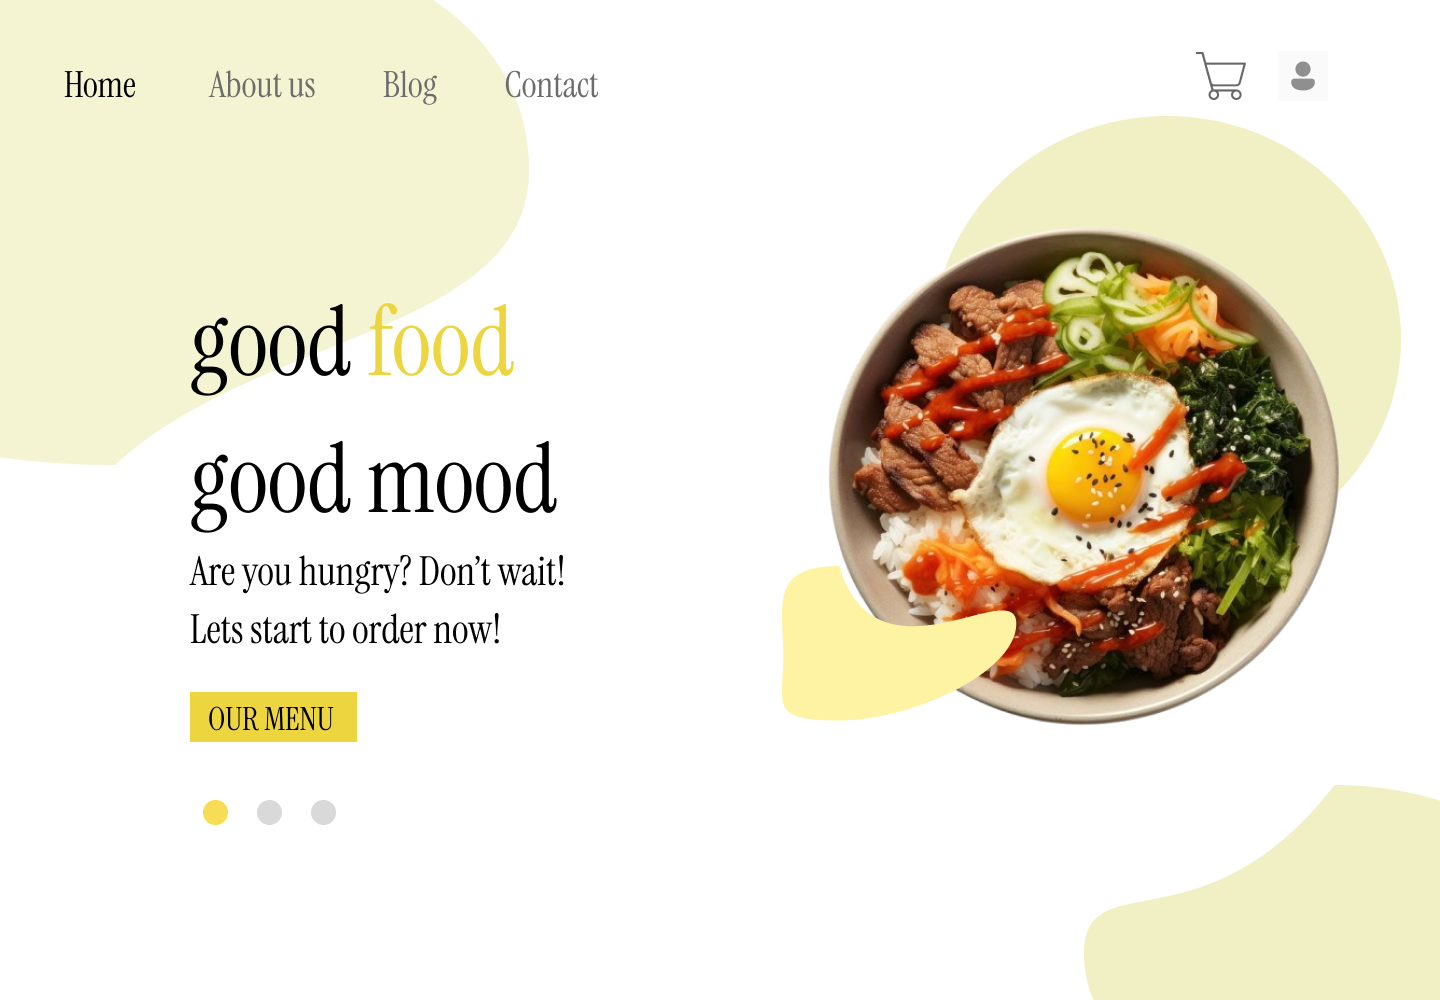 Home About us Blog Contact
good food
good mood
Are you hungry? Don’t wait!
Lets start to order now!
OUR MENU